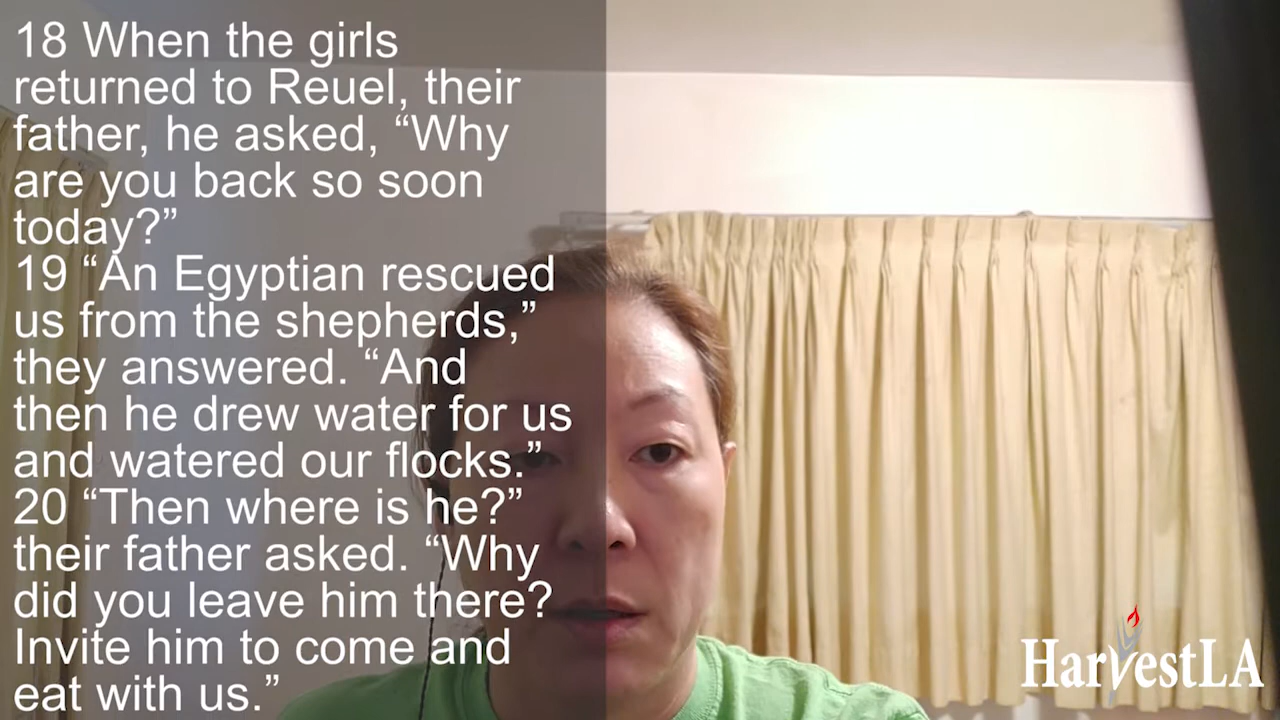 18 When the girls
returned to Reuel, their
father, he asked, “Why
are you back so soon
today?”
19 “An Egyptian rescued
us from the shepherds,”
they answered. “And
then he drew water for us
and watered our flocks.”
20 “Then where is he?”
their father asked. “Why
did you leave him there?
Invite him to come and
eat with us.”
HarvestLA